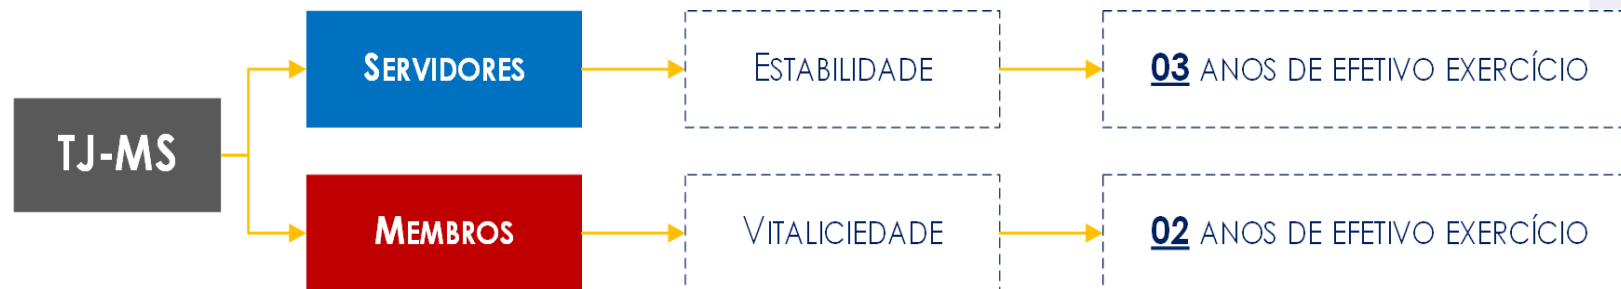 TJ-MS
SERVIDORES
ESTABILIDADE
03 ANOS DE EFETIVO EXERCÍCIO
MEMBROS
VITALICIEDADE
02 ANOS DE EFETIVO EXERCÍCIO